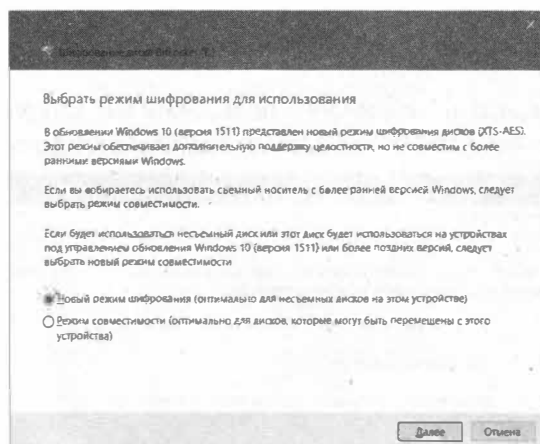 Шифрование диска BitLocker
Выбрать режим шифрования для использования
В обновлении Windows 10 (версия 1511) представлен новый режим шифрования дисков (XTS-AES).
Этот режим обеспечивает дополнительную поддержку целостности, но не совместим с более
ранними версиями Windows.
Если вы собираетесь использовать съемный носитель с более ранней версией Windows, следует
выбрать режим совместимости.
Если будет использоваться несъемный диск или этот диск будет использоваться на устройствах
под управлением обновления Windows 10 (версия 1511) или более поздних версий, следует
выбрать новый режим совместимости
Новый режим шифрования (оптимально для несъемных дисков на этом устройстве)
Режим совместимости (оптимально для дисков, которые могут быть перемещены с этого
устройства)
Далее Отмена